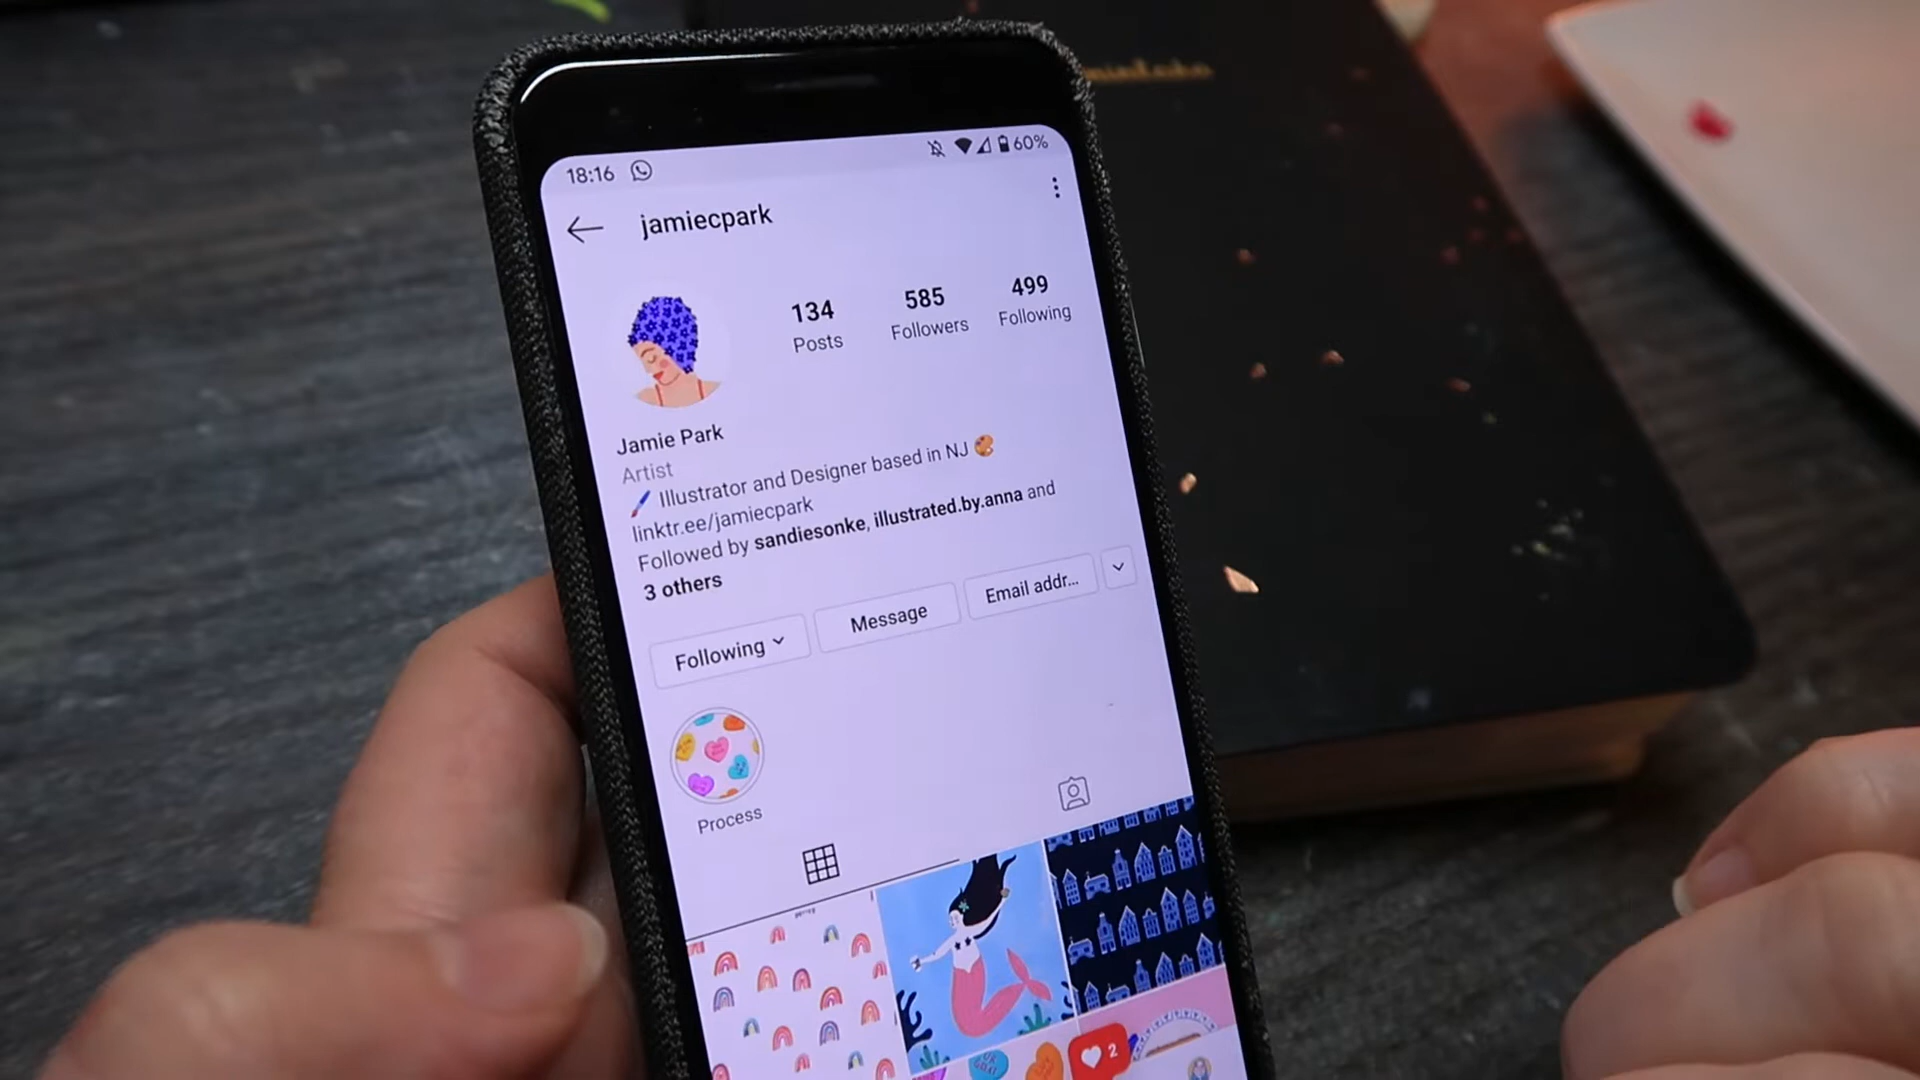 18:16 60%
jamiecpark
134 585 499
Posts Followers Following
Jamie Park
Artist
Illustrator and Designer based in NJ
linktr.ee/jamiecpark
Followed by sandiesonke, illustrated.by.anna and
3 others
Following Message Email addr...
Process
2